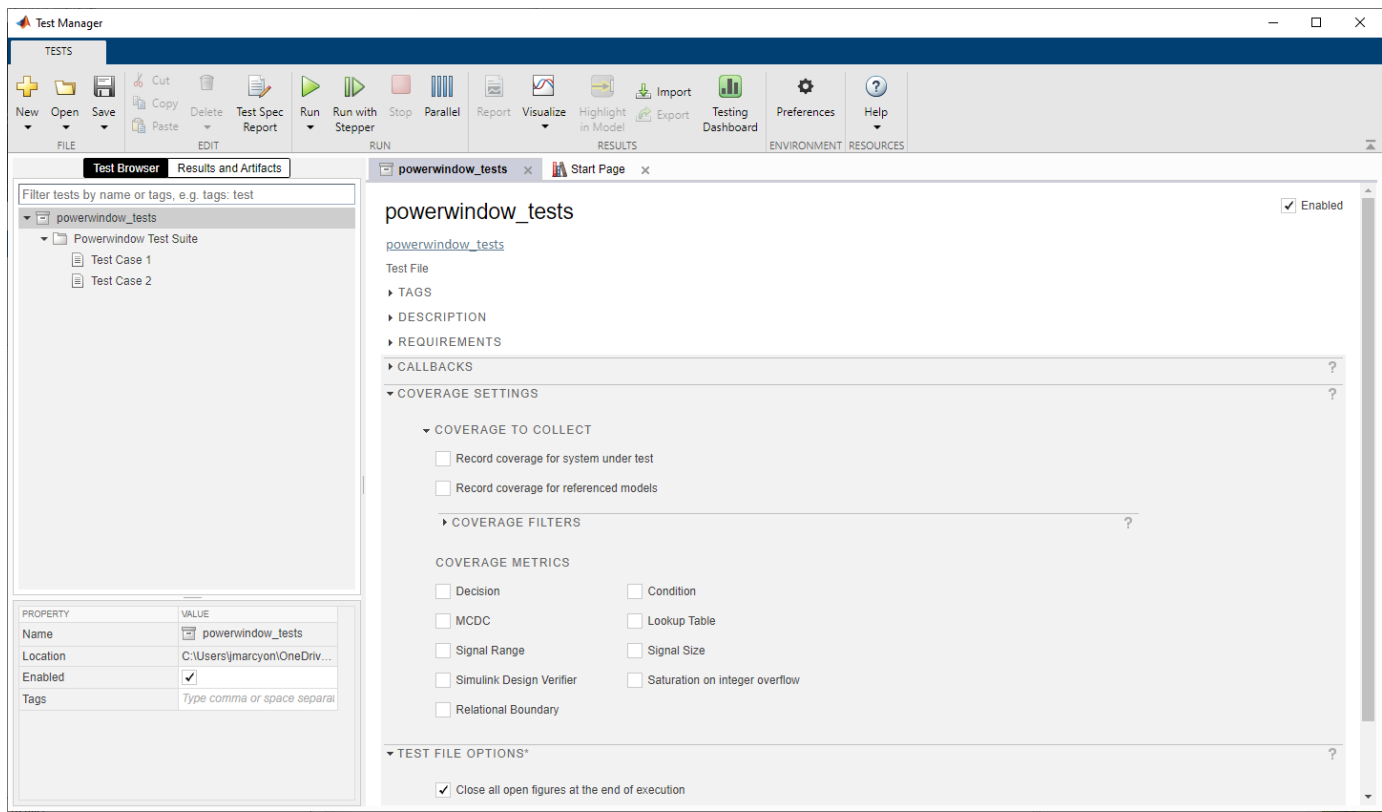 Test Manager
TESTS
New
Open
Save
Cut
Copy
Paste
Delete
Test Spec
Report
Run
Run with
Stepper
Stop
Parallel
Report
Visualize
Highlight
in Model
Import
Export
Testing
Dashboard
Preferences
Help
FILE
EDIT
RUN
RESULTS
ENVIRONMENT
RESOURCES
Test Browser
Results and Artifacts
Filter tests by name or tags, e.g. tags: test
powerwindow_tests
Powerwindow Test Suite
Test Case 1
Test Case 2
PROPERTY VALUE
Name powerwindow_tests
Location C:\Users\jmarcyon\OneDriv...
Enabled
Tags Type comma or space separat
powerwindow_tests
Start Page
powerwindow_tests
Enabled
powerwindow_tests
Test File
TAGS
DESCRIPTION
REQUIREMENTS
CALLBACKS ?
COVERAGE SETTINGS ?
COVERAGE TO COLLECT
Record coverage for system under test
Record coverage for referenced models
COVERAGE FILTERS ?
COVERAGE METRICS
Decision Condition
MCDC Lookup Table
Signal Range Signal Size
Simulink Design Verifier Saturation on integer overflow
Relational Boundary
TEST FILE OPTIONS* ?
Close all open figures at the end of execution